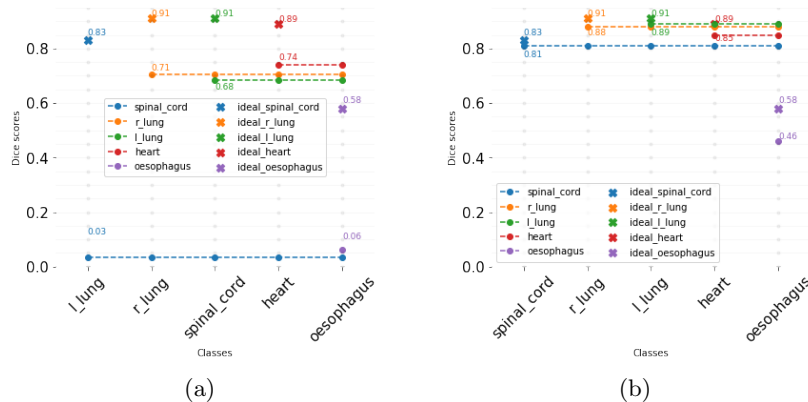 0.91
0.91
0.89
0.83
0.8
0.74
0.71
0.68
0.6
0.58
spinal_cord
ideal_spinal_cord
r_lung
ideal_r_lung
l_lung
ideal_l_lung
heart
ideal_heart
oesophagus
ideal_oesophagus
0.4
0.2
0.03
0.06
0.0
Dice scores
l_lung
r_lung
spinal_cord
heart
oesophagus
Classes
(a)
0.91
0.91
0.89
0.83
0.88
0.89
0.85
0.81
0.8
0.6
0.58
0.46
0.4
spinal_cord
ideal_spinal_cord
r_lung
ideal_r_lung
l_lung
ideal_l_lung
heart
ideal_heart
oesophagus
ideal_oesophagus
0.2
0.0
Dice scores
spinal_cord
r_lung
l_lung
heart
oesophagus
Classes
(b)